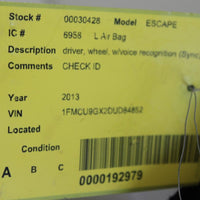 Stock # 00030428 Model ESCAPE
IC # 6958 L Air Bag
Description driver, wheel, w/voice recognition (Sync)
Comments CHECK ID
Year 2013
VIN 1FMCU9GX2DUD84852
Located
Condition
A B C 0000192979